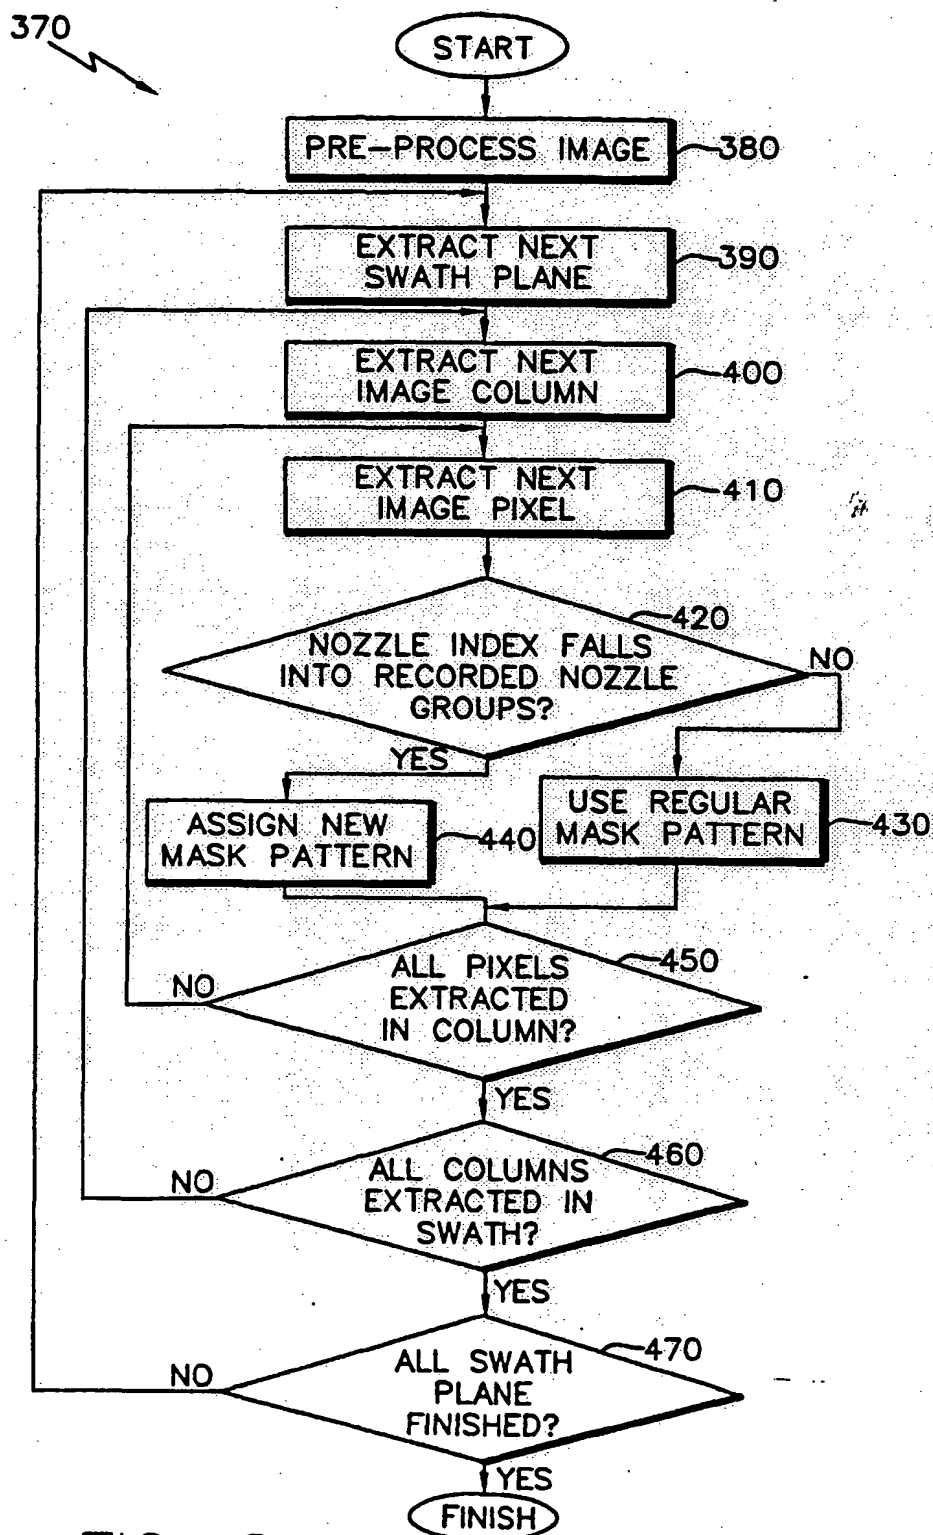 370
START
PRE-PROCESS IMAGE
380
EXTRACT NEXT
SWATH PLANE
390
EXTRACT NEXT
IMAGE COLUMN
400
EXTRACT NEXT
IMAGE PIXEL
410
420
NOZZLE INDEX FALLS
INTO RECORDED NOZZLE
GROUPS?
NO
YES
ASSIGN NEW
MASK PATTERN
440
USE REGULAR
MASK PATTERN
430
450
ALL PIXELS
EXTRACTED
IN COLUMN?
NO
YES
460
ALL COLUMNS
EXTRACTED IN
SWATH?
NO
YES
470
ALL SWATH
PLANE
FINISHED?
NO
YES
FINISH